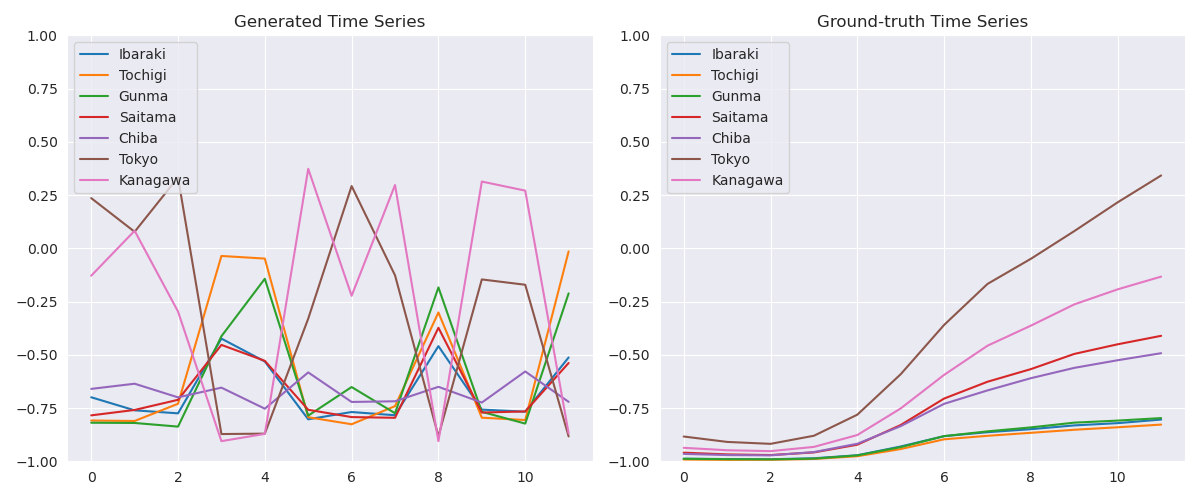 Generated Time Series
1.00
0.75
0.50
0.25
0.00
−0.25
−0.50
−0.75
−1.00
Ibaraki
Tochigi
Gunma
Saitama
Chiba
Tokyo
Kanagawa
0 2 4 6 8 10
Ground-truth Time Series
1.00
0.75
0.50
0.25
0.00
−0.25
−0.50
−0.75
−1.00
Ibaraki
Tochigi
Gunma
Saitama
Chiba
Tokyo
Kanagawa
0 2 4 6 8 10